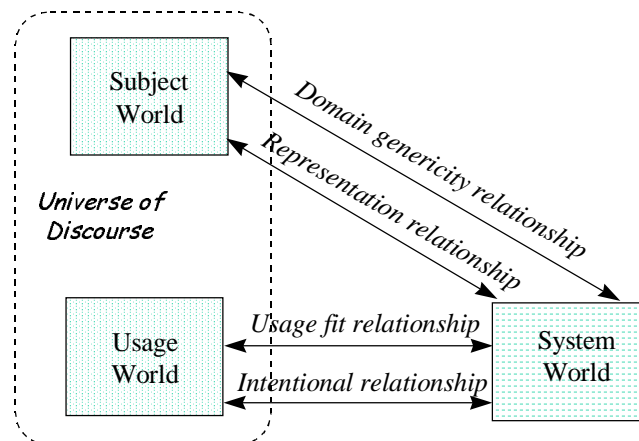 Subject
World
Domain genericity relationship
Representation relationship
Universe of
Discourse
Usage
World
Usage fit relationship
Intentional relationship
System
World